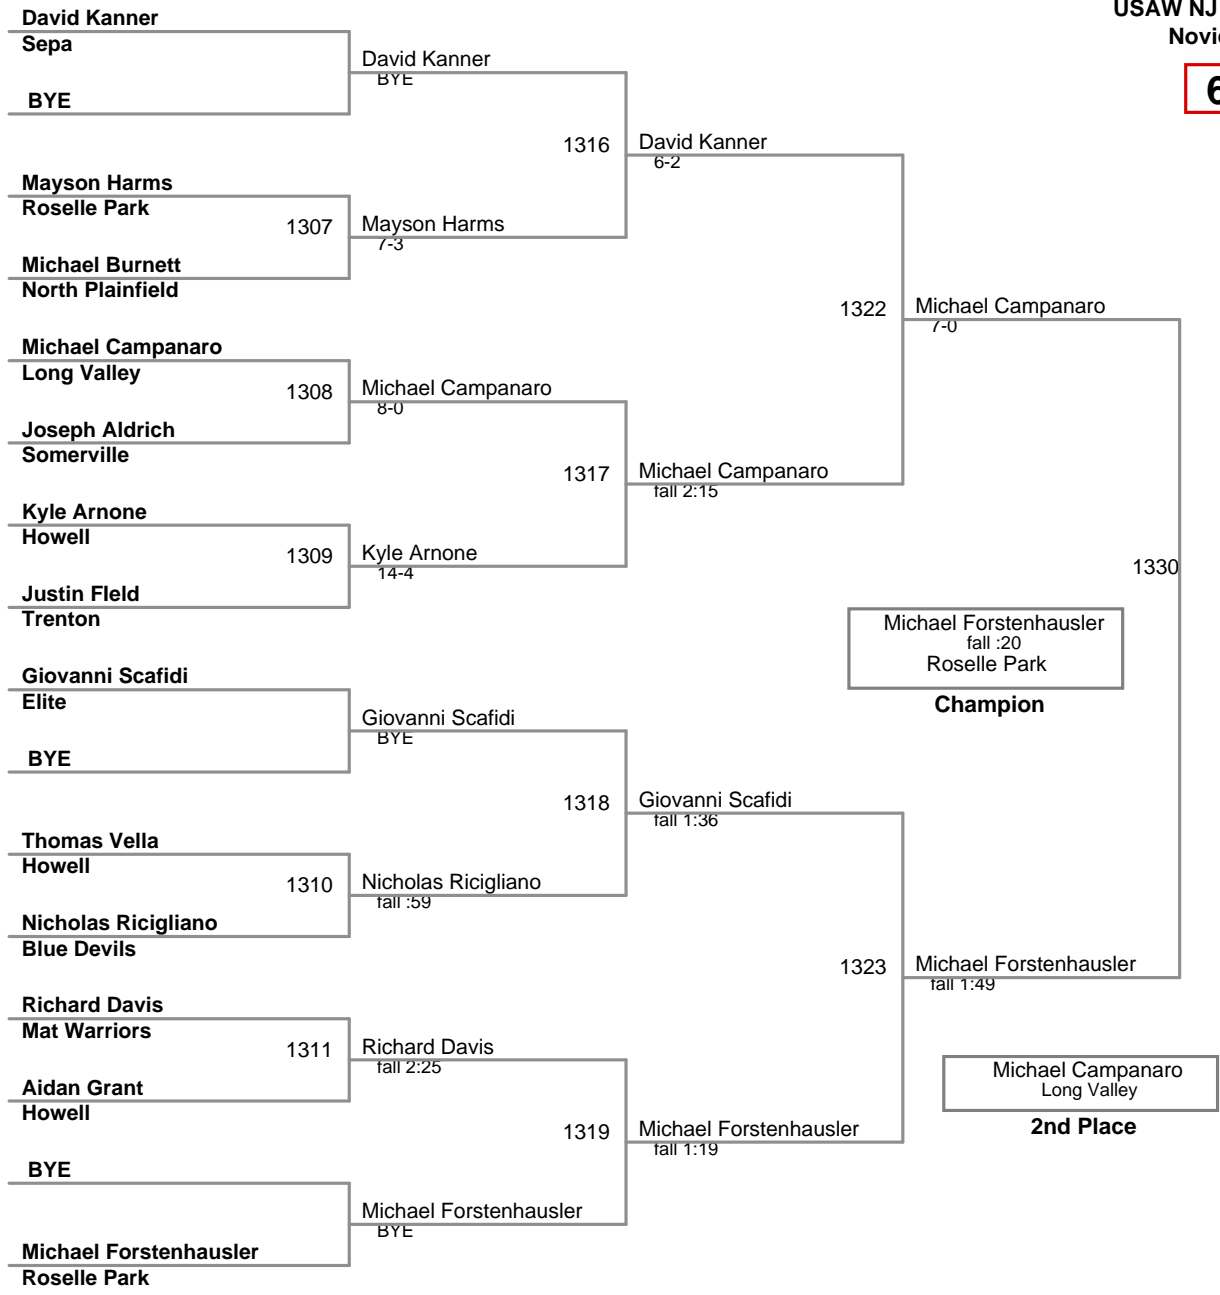 David Kanner
Sepa
BYE
Mayson Harms
Roselle Park
Michael Burnett
North Plainfield
Michael Campanaro
Long Valley
Joseph Aldrich
Somerville
Kyle Arnone
Howell
Justin FIeld
Trenton
Giovanni Scafidi
Elite
BYE
Thomas Vella
Howell
Nicholas Ricigliano
Blue Devils
Richard Davis
Mat Warriors
Aidan Grant
Howell
BYE
Michael Forstenhausler
Roselle Park
1307
1308
1309
1310
1311
David Kanner
BYE
Mayson Harms
7-3
Michael Campanaro
8-0
Kyle Arnone
14-4
Giovanni Scafidi
BYE
Nicholas Ricigliano
fall :59
Richard Davis
fall 2:25
Michael Forstenhausler
BYE
1316
1317
1318
1319
David Kanner
6-2
Michael Campanaro
fall 2:15
Giovanni Scafidi
fall 1:36
Michael Forstenhausler
fall 1:19
1322
1323
Michael Campanaro
7-0
Michael Forstenhausler
fall 1:49
1330
Michael Forstenhausler
fall :20
Roselle Park
Champion
Michael Campanaro
Long Valley
2nd Place
USAW NJ